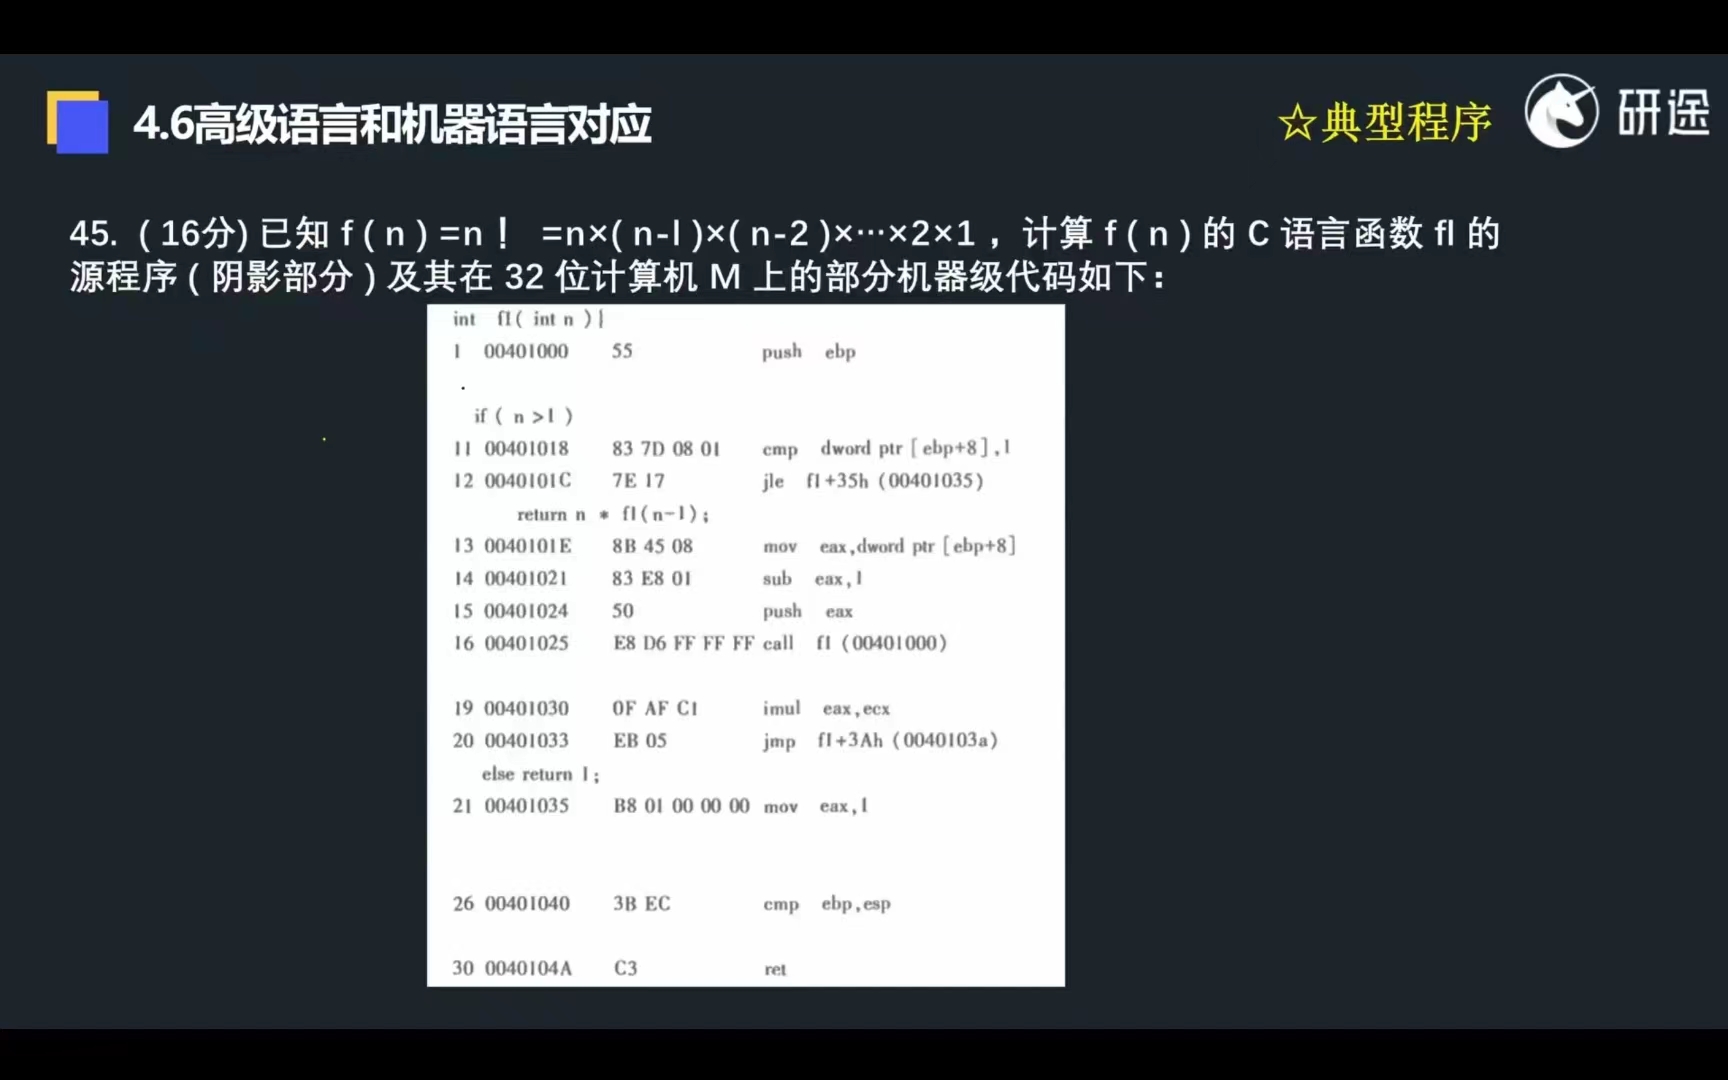 4.6高级语言和机器语言对应
☆典型程序
研途
45. ( 16分) 已知 f ( n ) =n！ =n×( n-l )×( n-2 )×···×2×1 ，计算 f ( n ) 的 C 语言函数 fl 的
源程序 ( 阴影部分 ) 及其在 32 位计算机 M 上的部分机器级代码如下：
int fl( int n ){
1 00401000 55 push ebp
if ( n >1 )
11 00401018 83 7D 08 01 cmp dword ptr [ebp+8],1
12 0040101C 7E 17 jle f1+35h (00401035)
return n * f1(n-1);
13 0040101E 8B 45 08 mov eax,dword ptr [ebp+8]
14 00401021 83 E8 01 sub eax,1
15 00401024 50 push eax
16 00401025 E8 D6 FF FF FF call f1 (00401000)
19 00401030 0F AF C1 imul eax,ecx
20 00401033 EB 05 jmp f1+3Ah (0040103a)
else return 1;
21 00401035 B8 01 00 00 00 mov eax,1
26 00401040 3B EC cmp ebp,esp
30 0040104A C3 ret